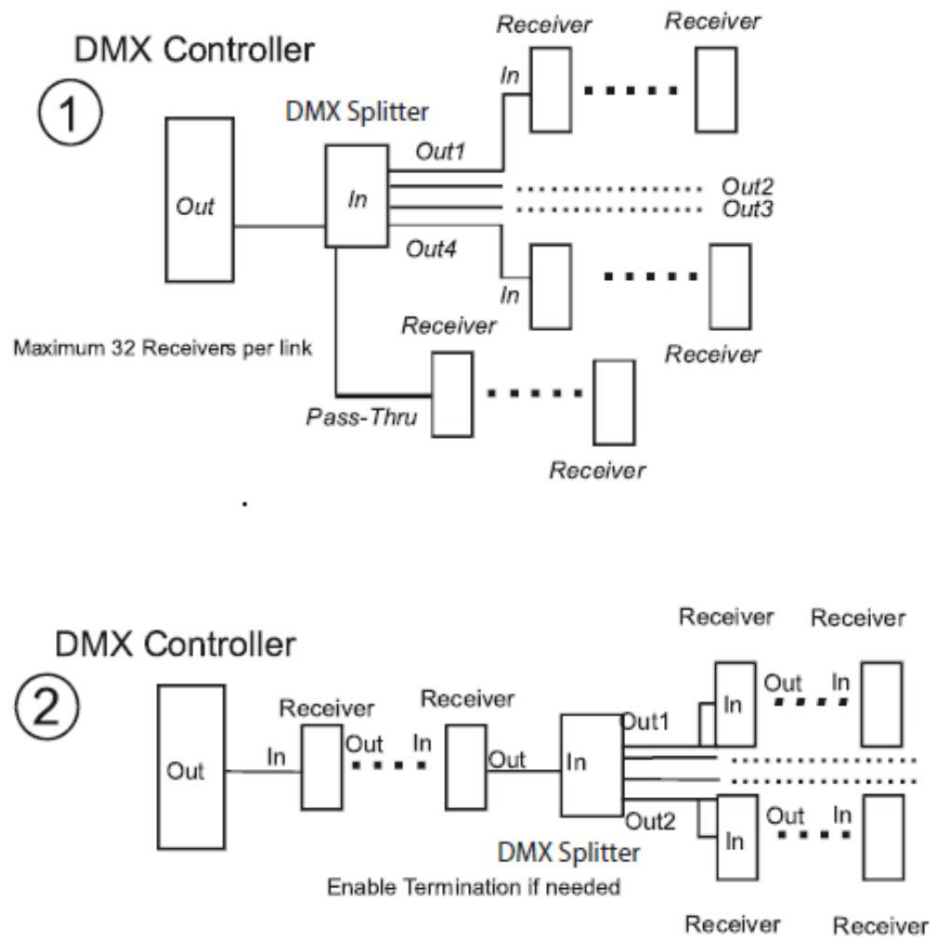 DMX Controller
1
Receiver
Receiver
In
DMX Splitter
Out1
Out
In
Out2
Out3
Out4
In
Receiver
Maximum 32 Receivers per link
Receiver
Pass-Thru
Receiver
DMX Controller
2
Receiver
Receiver
Receiver
Receiver
Out
In
In
Out
In
Out
In
Out1
In
Out
In
Out2
Out
In
In
DMX Splitter
Enable Termination if needed
Receiver
Receiver